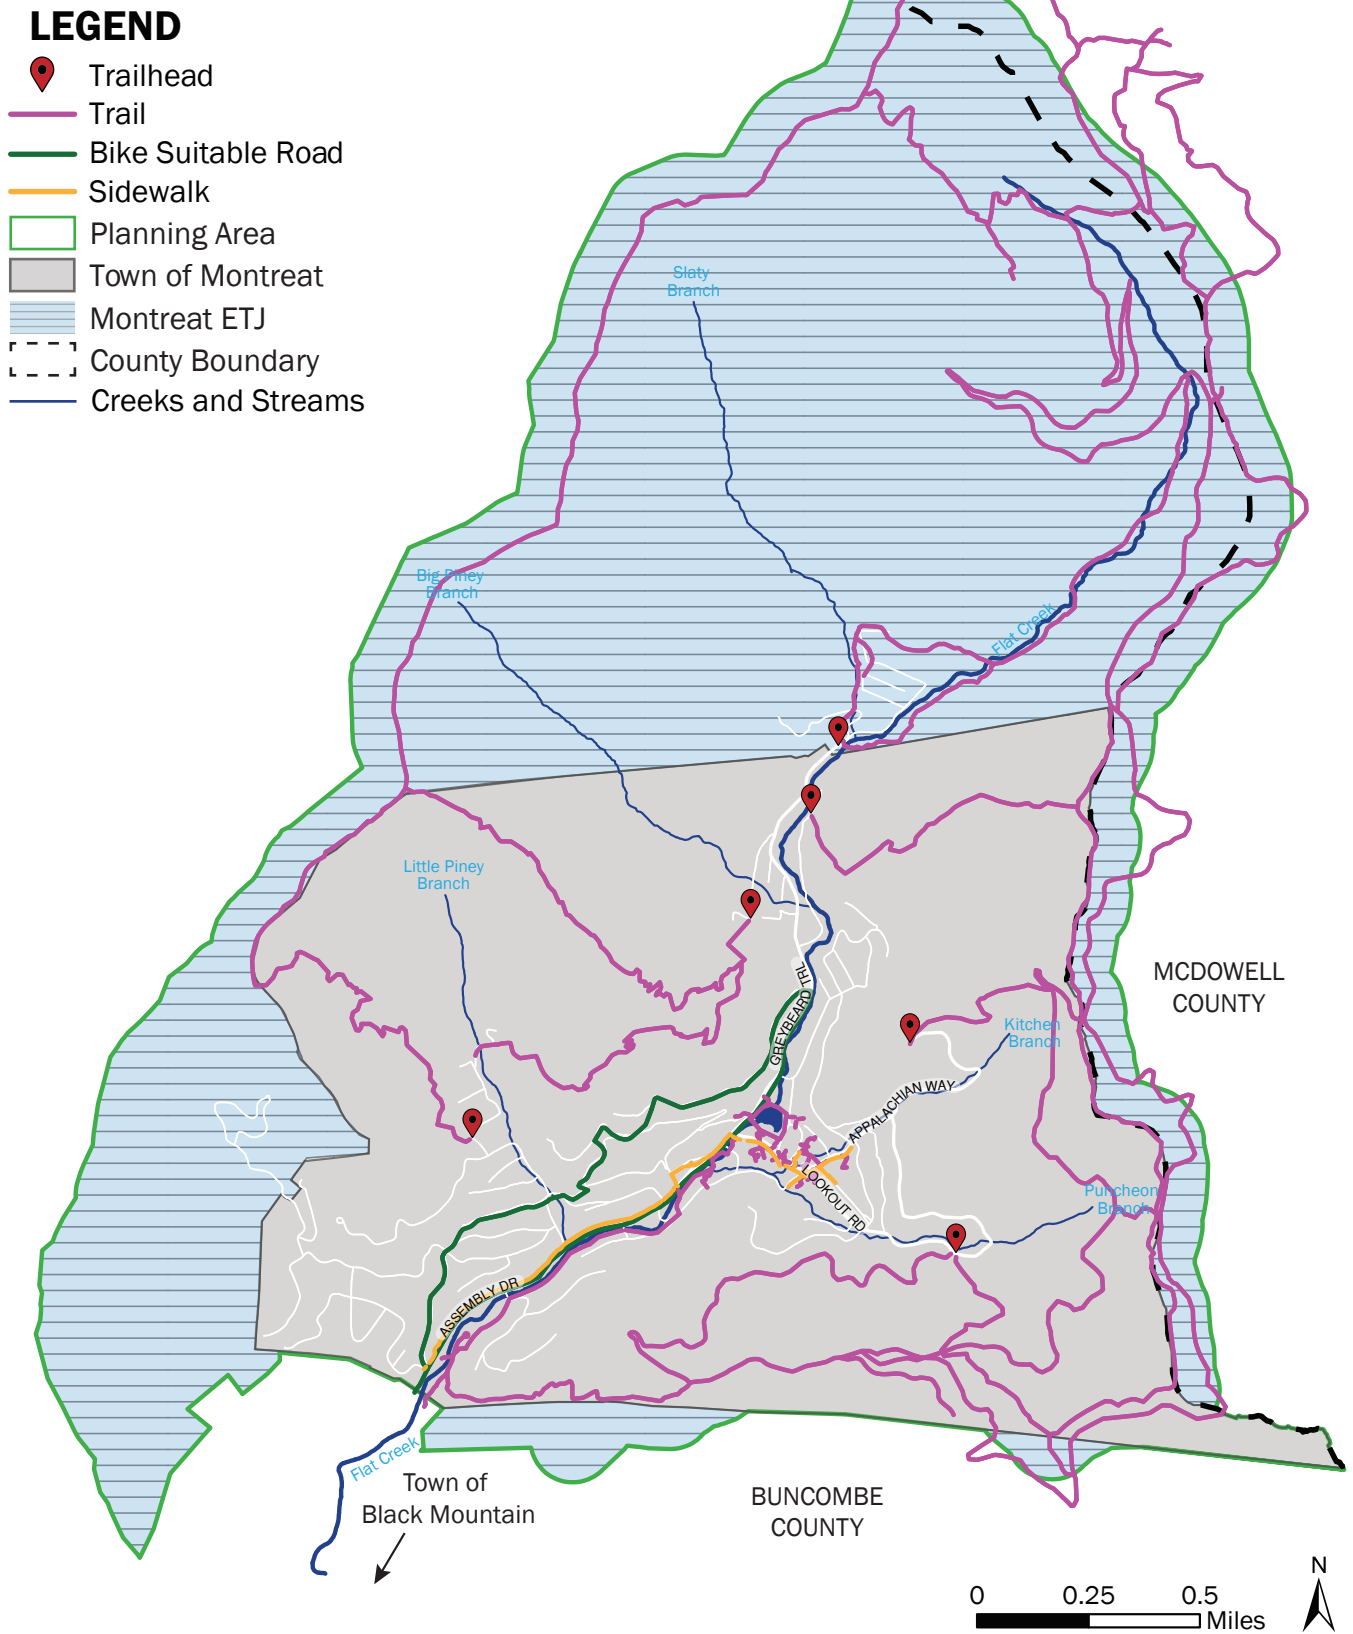 LEGEND
Trailhead
Trail
Bike Suitable Road
Sidewalk
Planning Area
Town of Montreat
Montreat ETJ
County Boundary
Creeks and Streams
Slaty
Branch
Big Piney
Branch
Flat Creek
Little Piney
Branch
MCDOWELL
COUNTY
GREYBEARD TRL
Kitchen
Branch
APPALACHIAN WAY
LOOKOUT RD
Puncheon
Branch
ASSEMBLY DR
Flat Creek
Town of
Black Mountain
BUNCOMBE
COUNTY
N
0 0.25 0.5
Miles